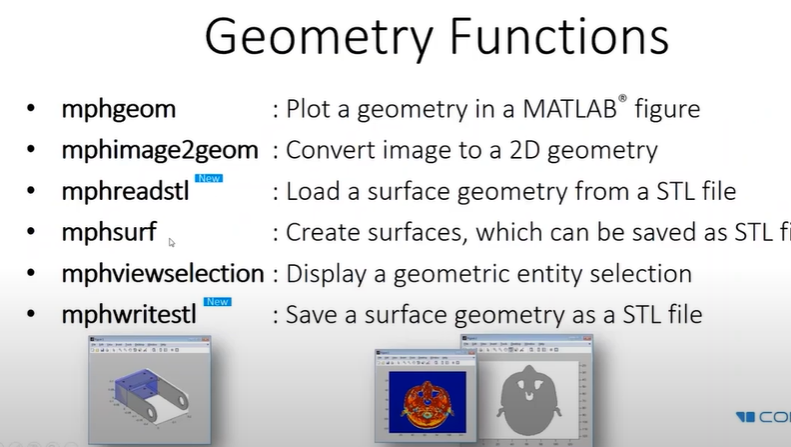 Geometry Functions
• mphgeom : Plot a geometry in a MATLAB® figure
• mphimage2geom : Convert image to a 2D geometry
• mphreadstl New : Load a surface geometry from a STL file
• mphsurf : Create surfaces, which can be saved as STL fi
• mphviewselection : Display a geometric entity selection
• mphwritestl New : Save a surface geometry as a STL file